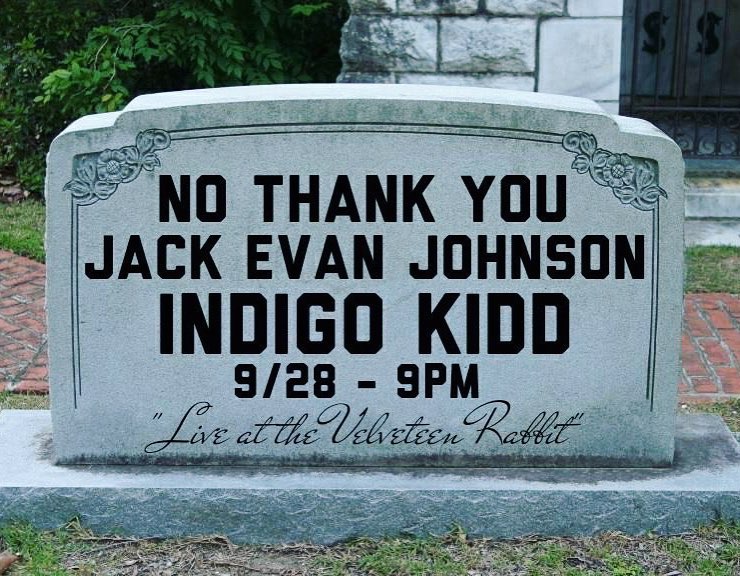 NO THANK YOU
JACK EVAN JOHNSON
INDIGO KIDD
9/28 - 9PM
"Live at the Velveteen Rabbit"